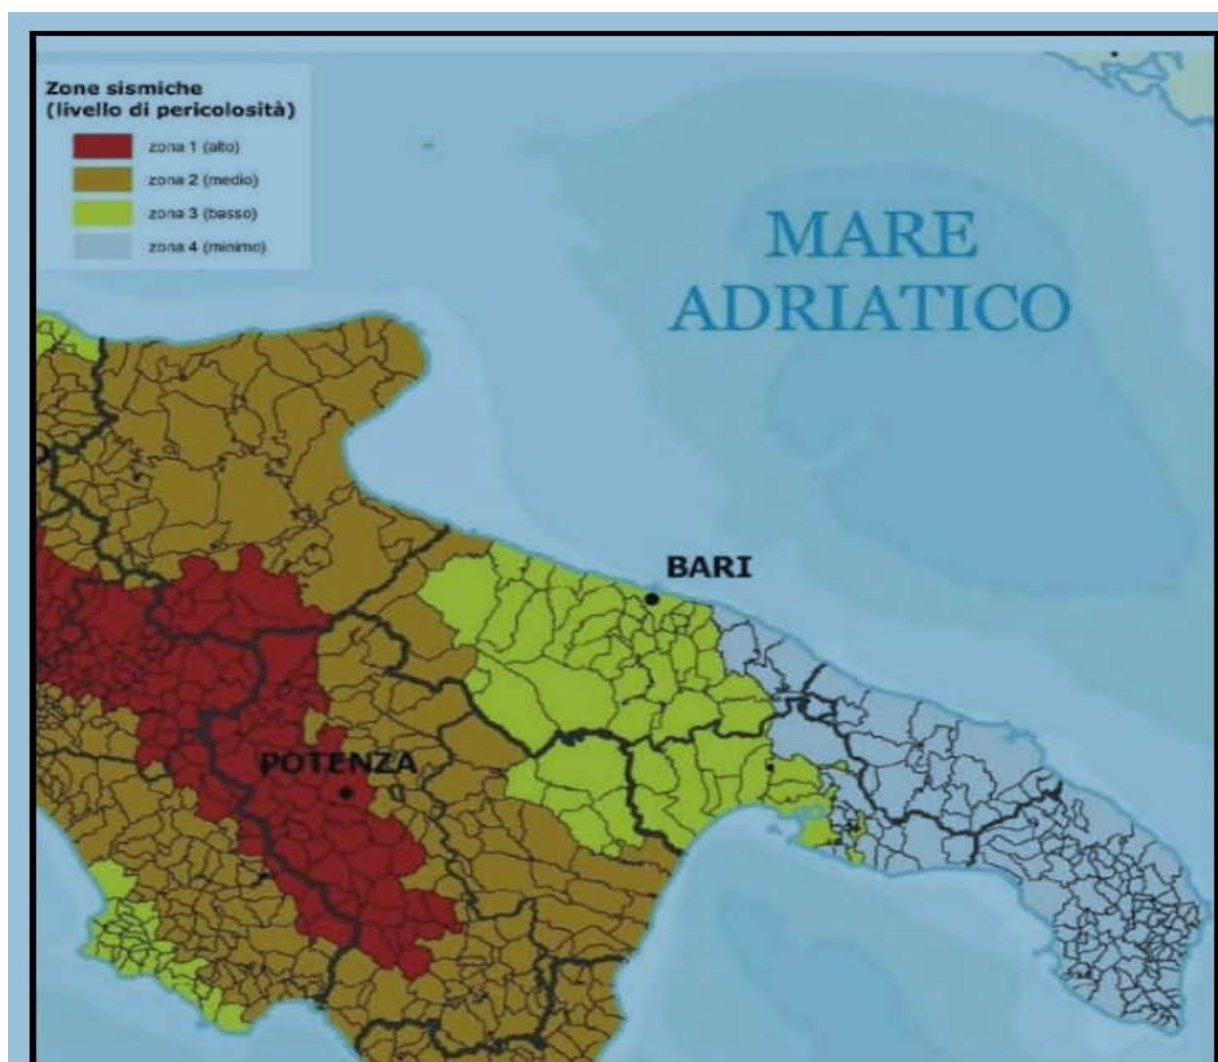 Zone sismiche
(livello di pericolosità)
zona 1 (alto)
zona 2 (medio)
zona 3 (basso)
zona 4 (minimo)
MARE
ADRIATICO
BARI
POTENZA